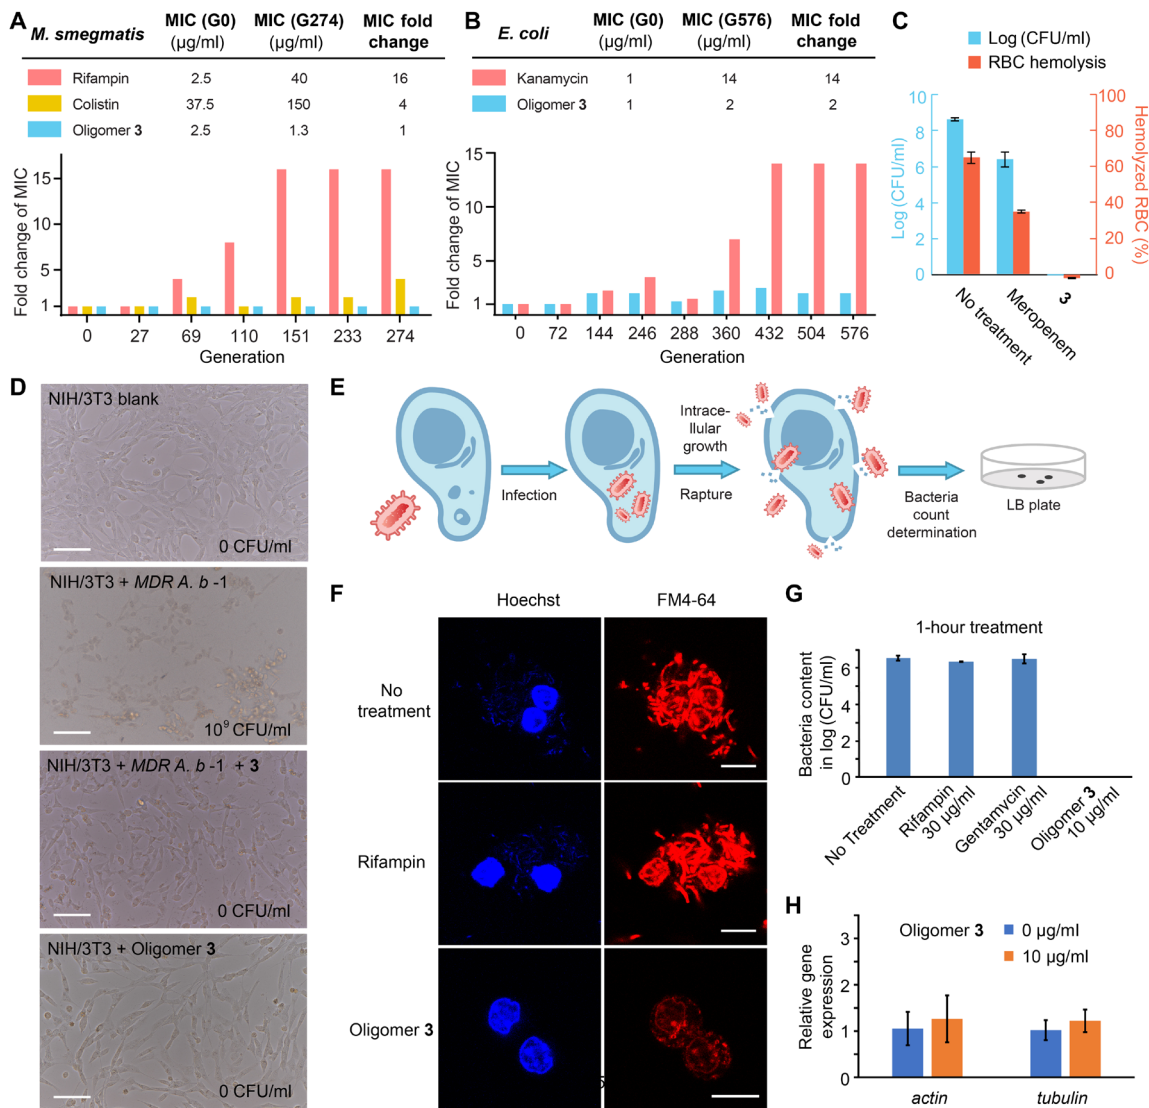 A
M. smegmatis
MIC (G0)
(µg/ml)
MIC (G274)
(µg/ml)
MIC fold
change
Rifampin 2.5 40 16
Colistin 37.5 150 4
Oligomer 3 2.5 1.3 1
Fold change of MIC
15
10
5
1
0 27 69 110 151 233 274
Generation
B
E. coli
MIC (G0)
(µg/ml)
MIC (G576)
(µg/ml)
MIC fold
change
Kanamycin 1 14 14
Oligomer 3 1 2 2
Fold change of MIC
15
10
5
1
0 72 144 246 288 360 432 504 576
Generation
C
Log (CFU/ml)
RBC hemolysis
Log (CFU/ml)
10
8
6
4
2
0
100
80
60
40
20
0
Hemolyzed RBC (%)
No treatment
Meropenem
3
D
NIH/3T3 blank
0 CFU/ml
NIH/3T3 + MDR A. b -1
10⁹ CFU/ml
NIH/3T3 + MDR A. b -1 + 3
0 CFU/ml
NIH/3T3 + Oligomer 3
0 CFU/ml
E
Infection
Intrace-
llular
growth
Rapture
Bacteria
count
determination
LB plate
F
Hoechst FM4-64
No
treatment
Rifampin
Oligomer 3
5
G
1-hour treatment
Bacteria content
in log (CFU/ml)
6
4
2
0
No Treatment
Rifampin
30 µg/ml
Gentamycin
30 µg/ml
Oligomer 3
10 µg/ml
H
Oligomer 3
0 µg/ml
10 µg/ml
Relative gene
expression
3
2
1
0
actin tubulin